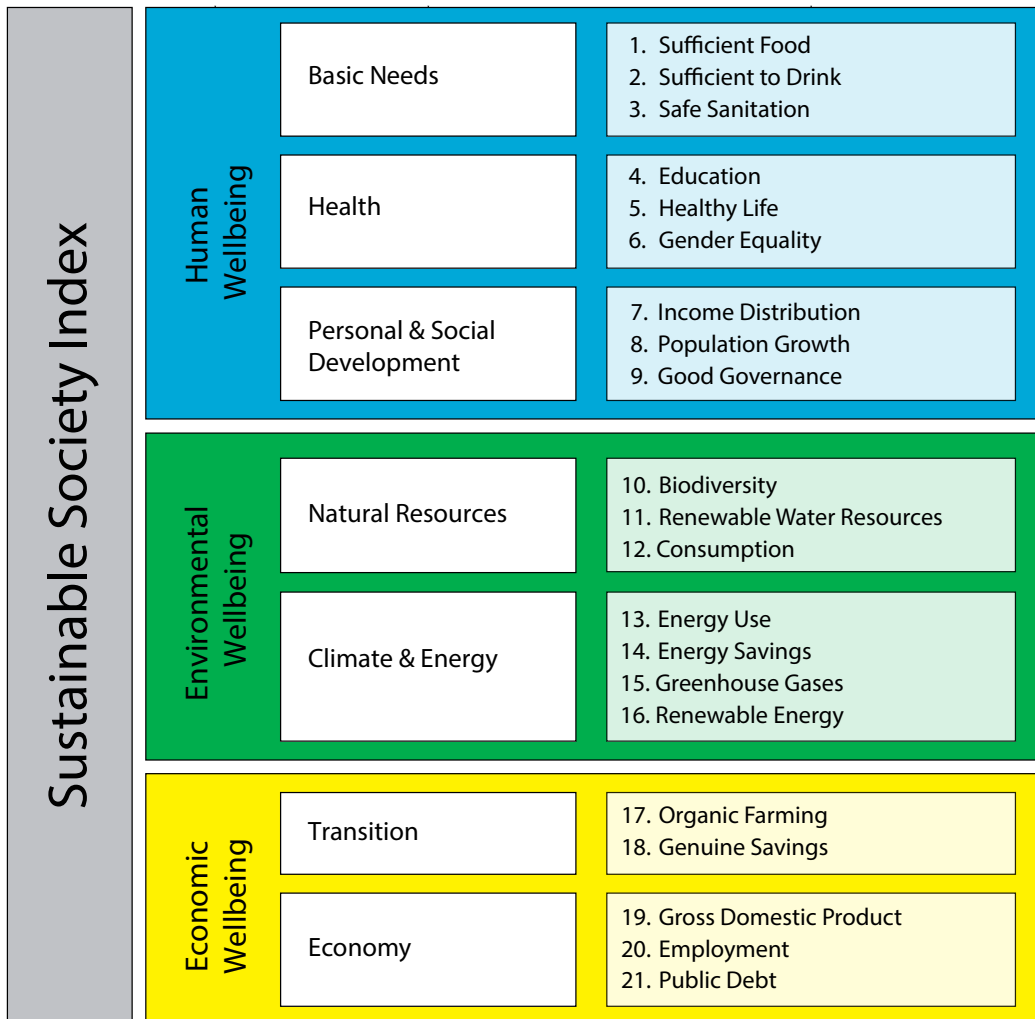 Sustainable Society Index
Human
Wellbeing
Basic Needs
1. Sufficient Food
2. Sufficient to Drink
3. Safe Sanitation
Health
4. Education
5. Healthy Life
6. Gender Equality
Personal & Social
Development
7. Income Distribution
8. Population Growth
9. Good Governance
Environmental
Wellbeing
Natural Resources
10. Biodiversity
11. Renewable Water Resources
12. Consumption
Climate & Energy
13. Energy Use
14. Energy Savings
15. Greenhouse Gases
16. Renewable Energy
Economic
Wellbeing
Transition
17. Organic Farming
18. Genuine Savings
Economy
19. Gross Domestic Product
20. Employment
21. Public Debt